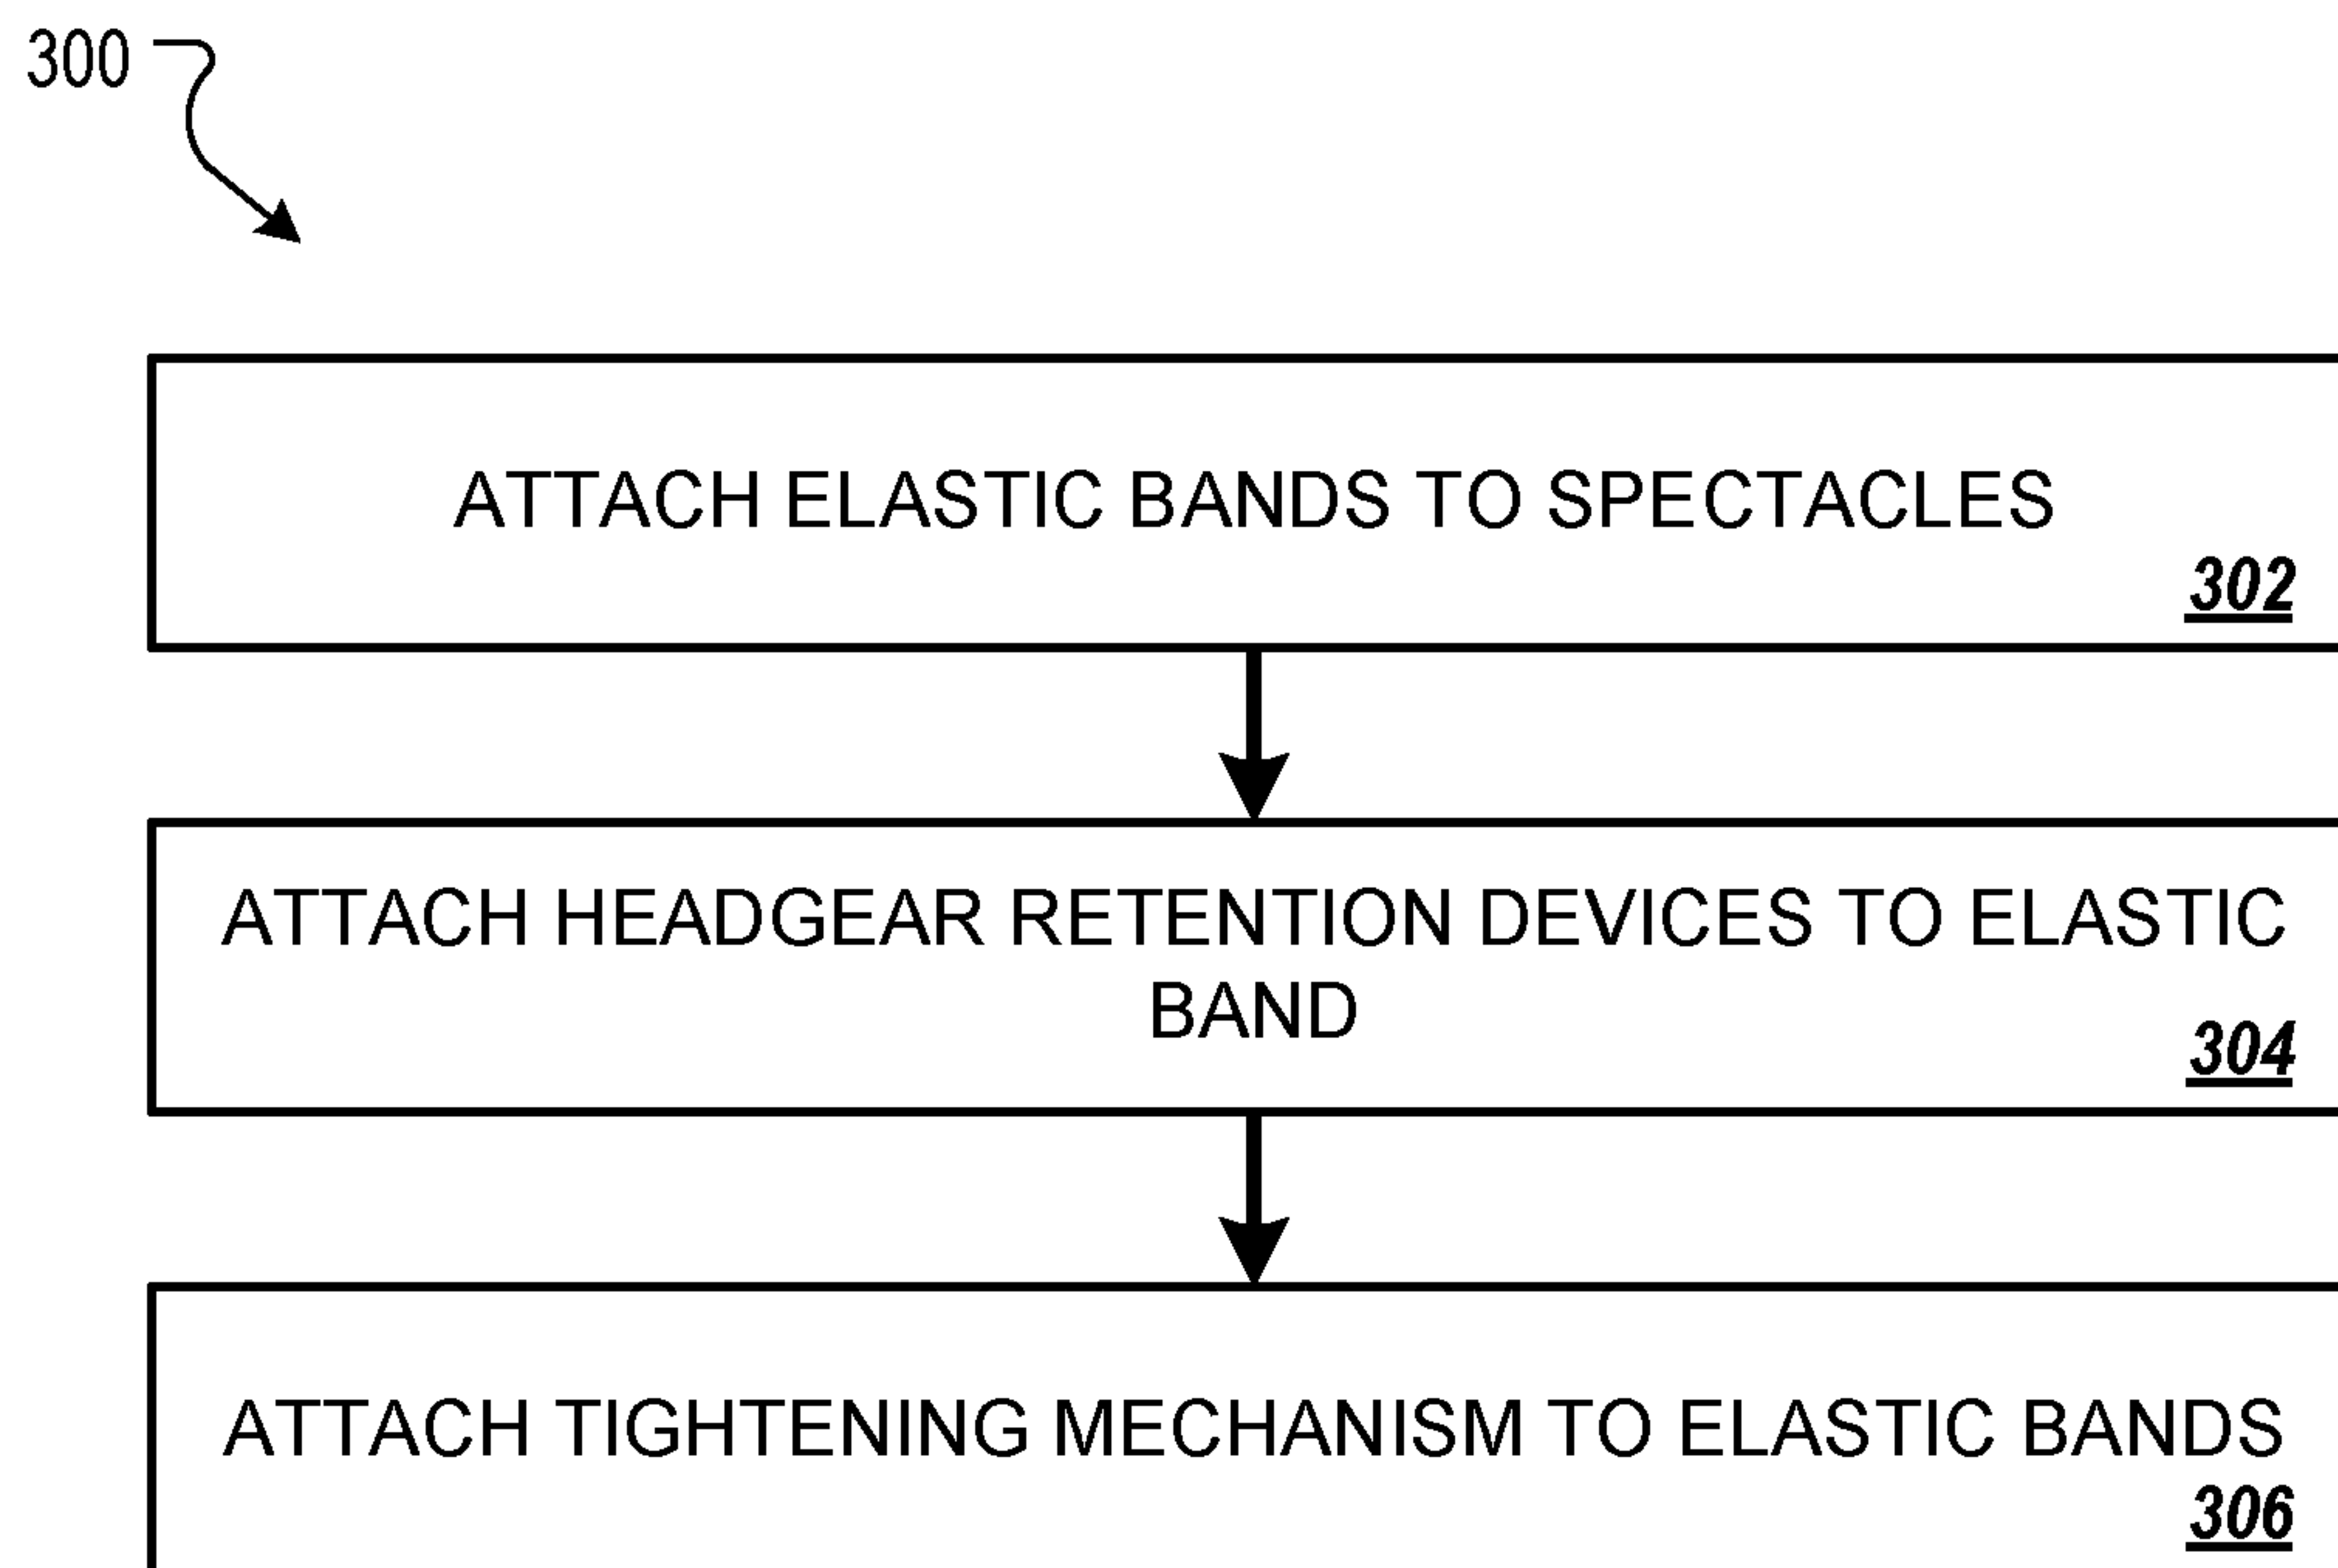 300
ATTACH ELASTIC BANDS TO SPECTACLES
302
ATTACH HEADGEAR RETENTION DEVICES TO ELASTIC
BAND
304
ATTACH TIGHTENING MECHANISM TO ELASTIC BANDS
306